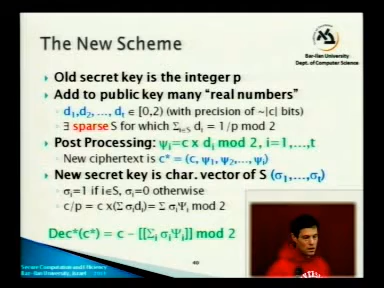 The New Scheme
Bar-Ilan University
Dept. of Computer Science
Old secret key is the integer p
Add to public key many “real numbers”
d₁,d₂, …, dₜ ∈ [0,2) (with precision of ~|c| bits)
∃ sparse S for which Σᵢ∈S dᵢ = 1/p mod 2
Post Processing: ψᵢ=c x dᵢ mod 2, i=1,…,t
New ciphertext is c* = (c, ψ₁, ψ₂,…, ψₜ)
New secret key is char. vector of S (σ₁,…,σₜ)
σᵢ=1 if i∈S, σᵢ=0 otherwise
c/p = c x(Σ σᵢdᵢ)= Σ σᵢΨᵢ mod 2
Dec*(c*) = c – [[Σᵢ σᵢΨᵢ]] mod 2
Secure Computation and Efficiency
Bar-Ilan University, Israel 2011
40